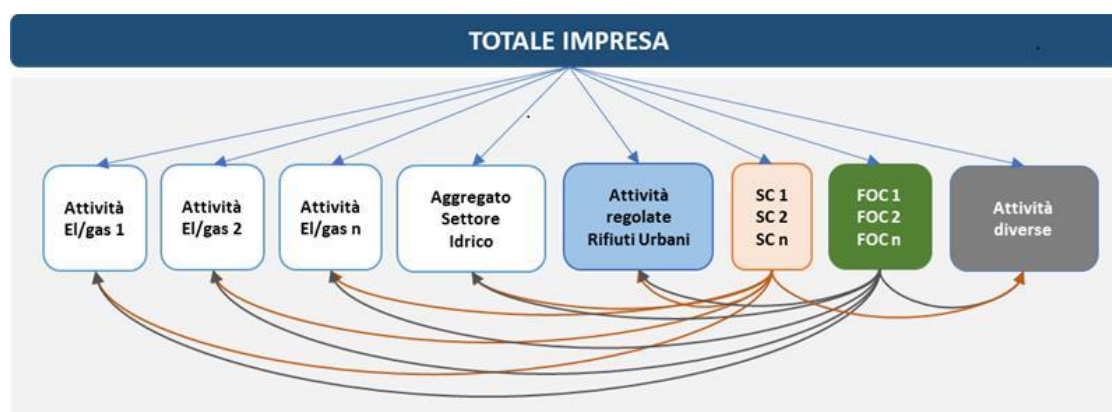 TOTALE IMPRESA
Attività
El/gas 1
Attività
El/gas 2
Attività
El/gas n
Aggregato
Settore
Idrico
Attività
regolate
Rifiuti Urbani
SC 1
SC 2
SC n
FOC 1
FOC 2
FOC n
Attività
diverse